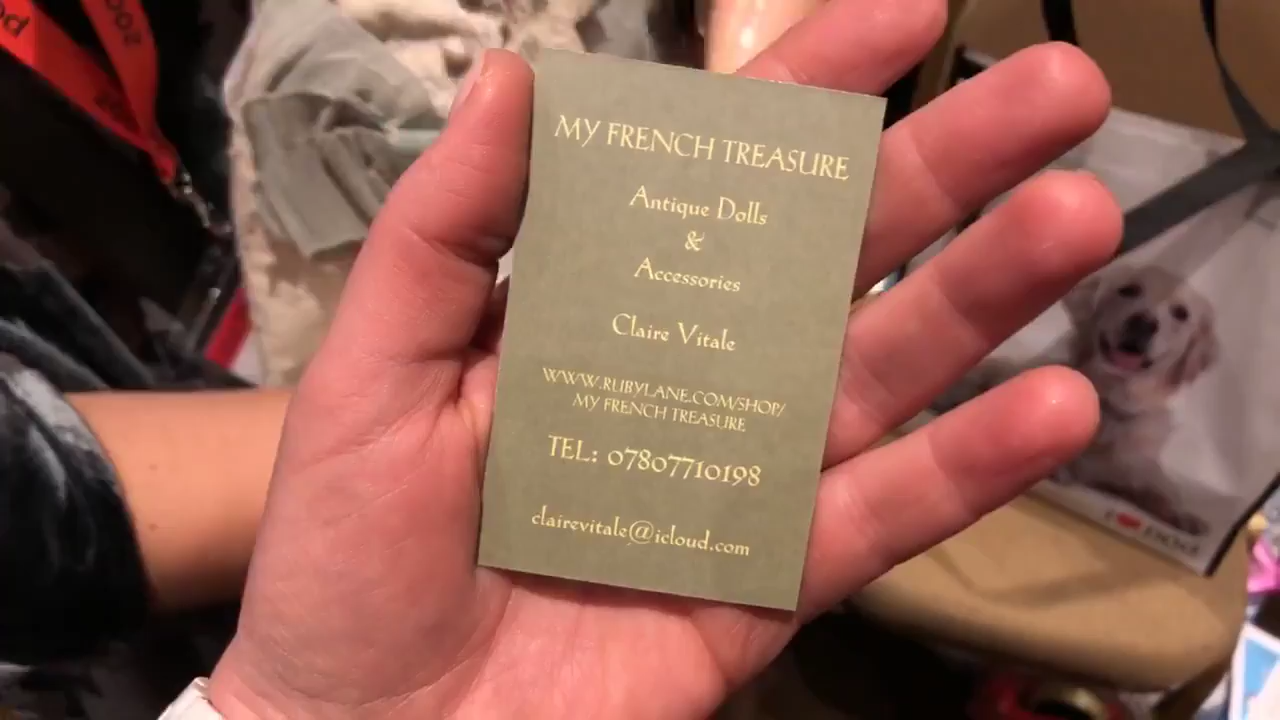 MY FRENCH TREASURE
Antique Dolls
&
Accessories
Claire Vitale
WWW.RUBYLANE.COM/SHOP/
MY FRENCH TREASURE
TEL: 07807710198
clairevitale@icloud.com
I ❤ DOGS